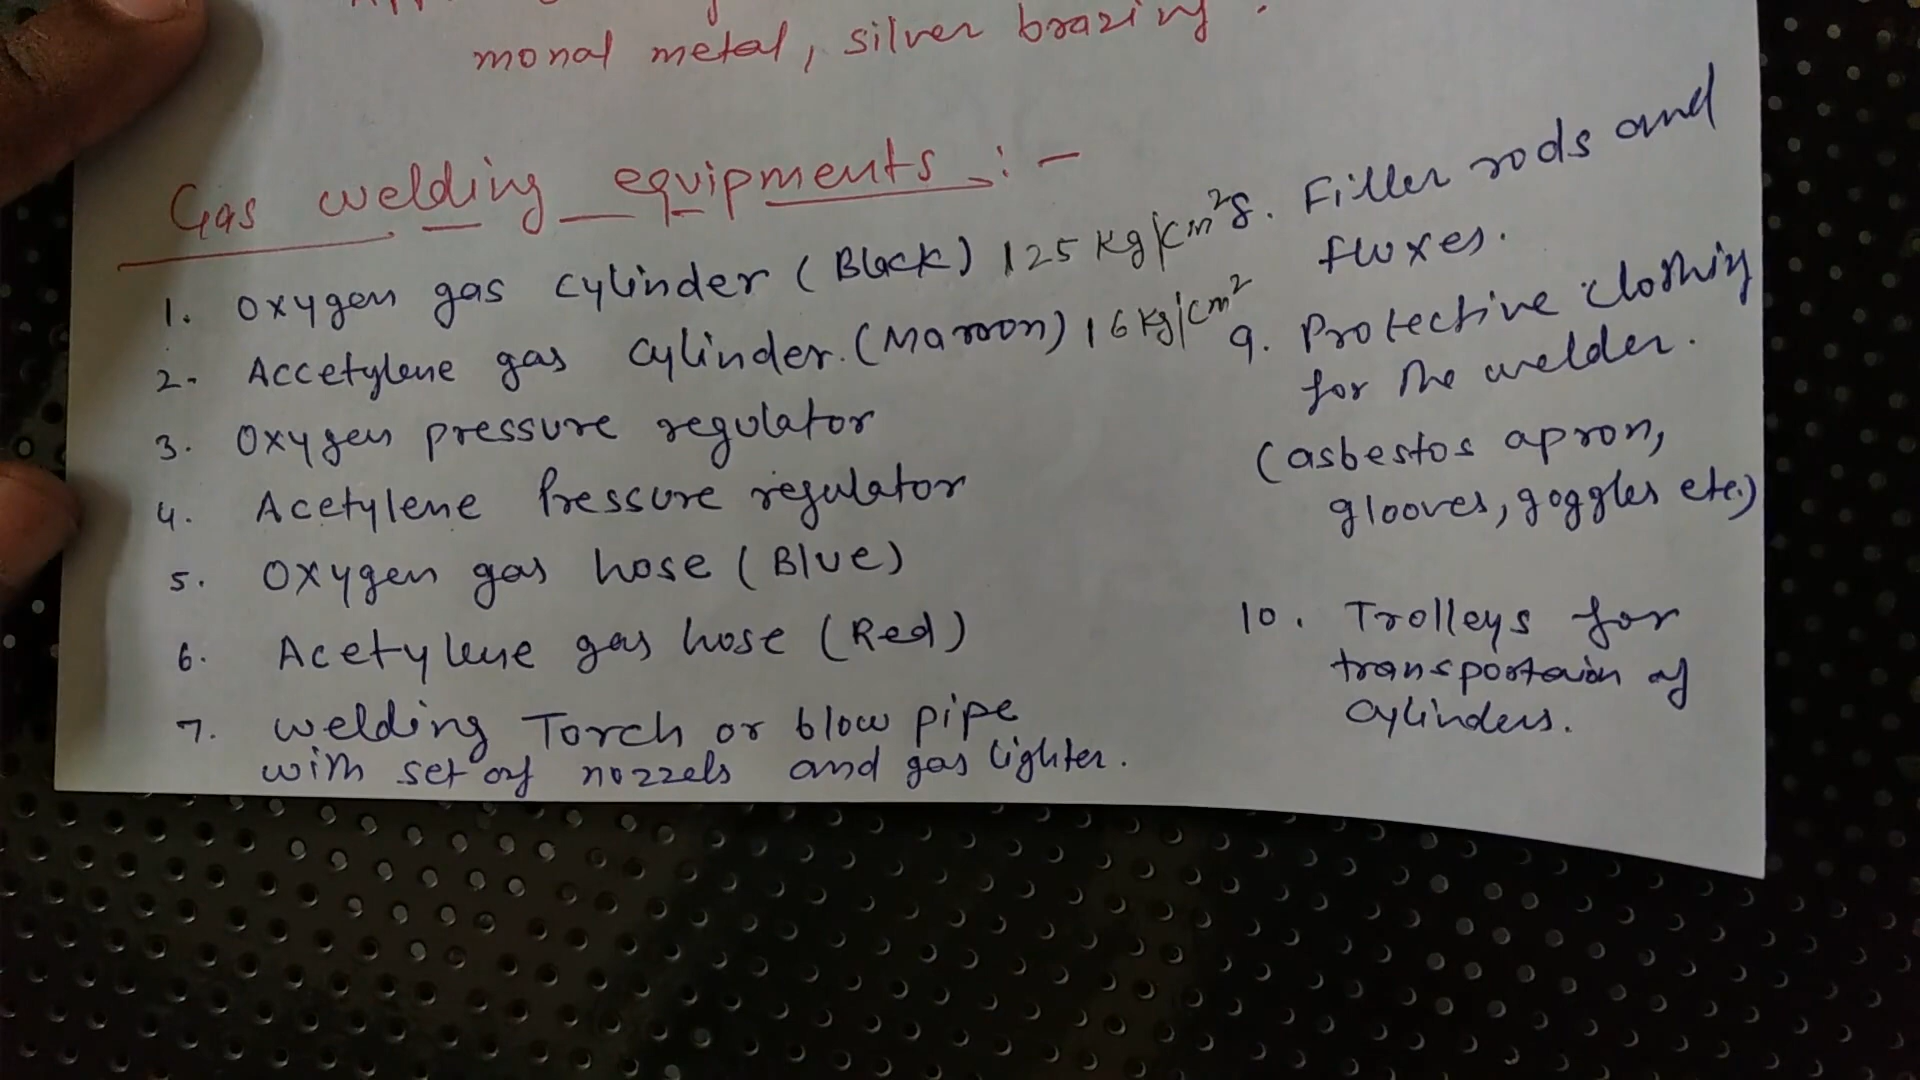 monal metal, silver brazing.
Gas welding equipments :-
1. Oxygen gas cylinder (Black) 125 Kg/cm²
2. Accetylene gas cylinder. (Maroon) 16 Kg/cm²
3. Oxygen pressure regulator
4. Acetylene Pressure regulator
5. Oxygen gas hose (Blue)
6. Acetylene gas hose (Red)
7. welding Torch or blow pipe
with set of nozzels and gas lighter.
8. Filler rods and
fluxes.
9. Protective clothing
for the welder.
(asbestos apron,
glooves, goggles etc.)
10. Trolleys for
transportaion of
cylinders.